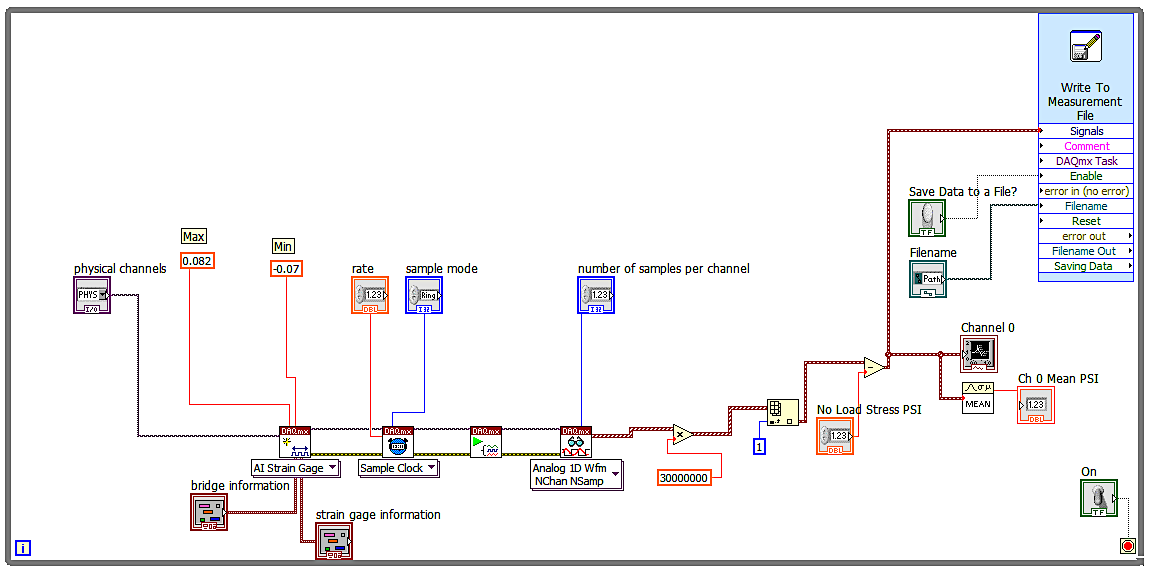 Write To
Measurement
File
Signals
Comment
DAQmx Task
Enable
error in (no error)
Filename
Reset
error out
Filename Out
Saving Data
Save Data to a File?
TF
Filename
Path
Max
0.082
Min
-0.07
physical channels
PHYS
I/O
rate
1.23
DBL
sample mode
Ring
I32
number of samples per channel
1.23
I32
Channel 0
Ch 0 Mean PSI
MEAN
1.23
DBL
No Load Stress PSI
1.23
DBL
1
30000000
DAQmx
DAQmx
DAQmx
DAQmx
AI Strain Gage
Sample Clock
Analog 1D Wfm
NChan NSamp
bridge information
strain gage information
On
TF
i